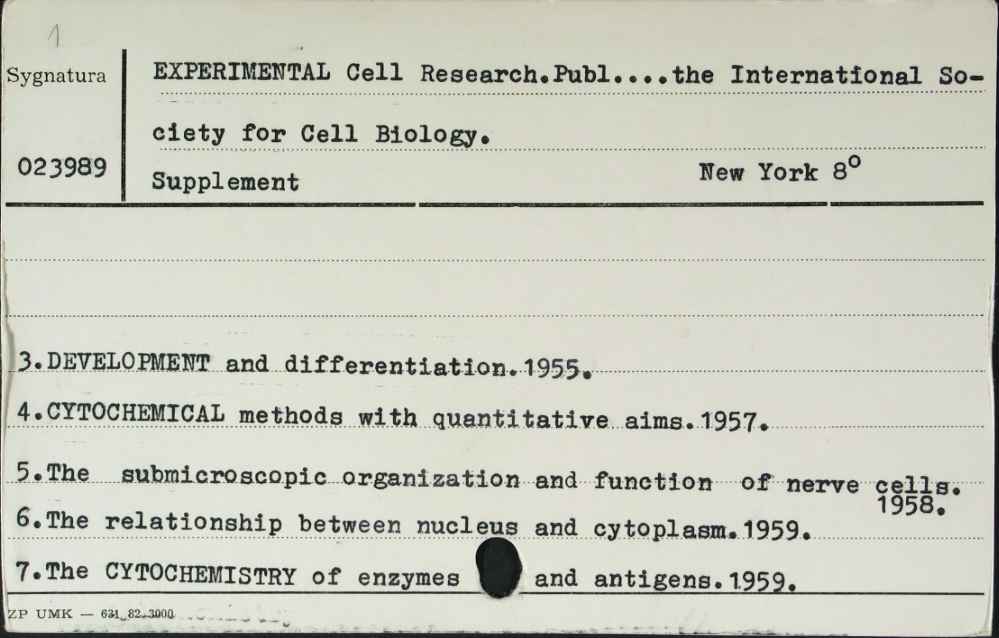 1
Sygnatura
EXPERIMENTAL Cell Research.Publ....the International So-
ciety for Cell Biology.
023989
Supplement New York 8°
3.DEVELOPMENT and differentiation.1955.
4.CYTOCHEMICAL methods with quantitative aims.1957.
5.The submicroscopic organization and function of nerve cells.
1958.
6.The relationship between nucleus and cytoplasm.1959.
7.The CYTOCHEMISTRY of enzymes and antigens.1959.
ZP UMK — 631 82 3000